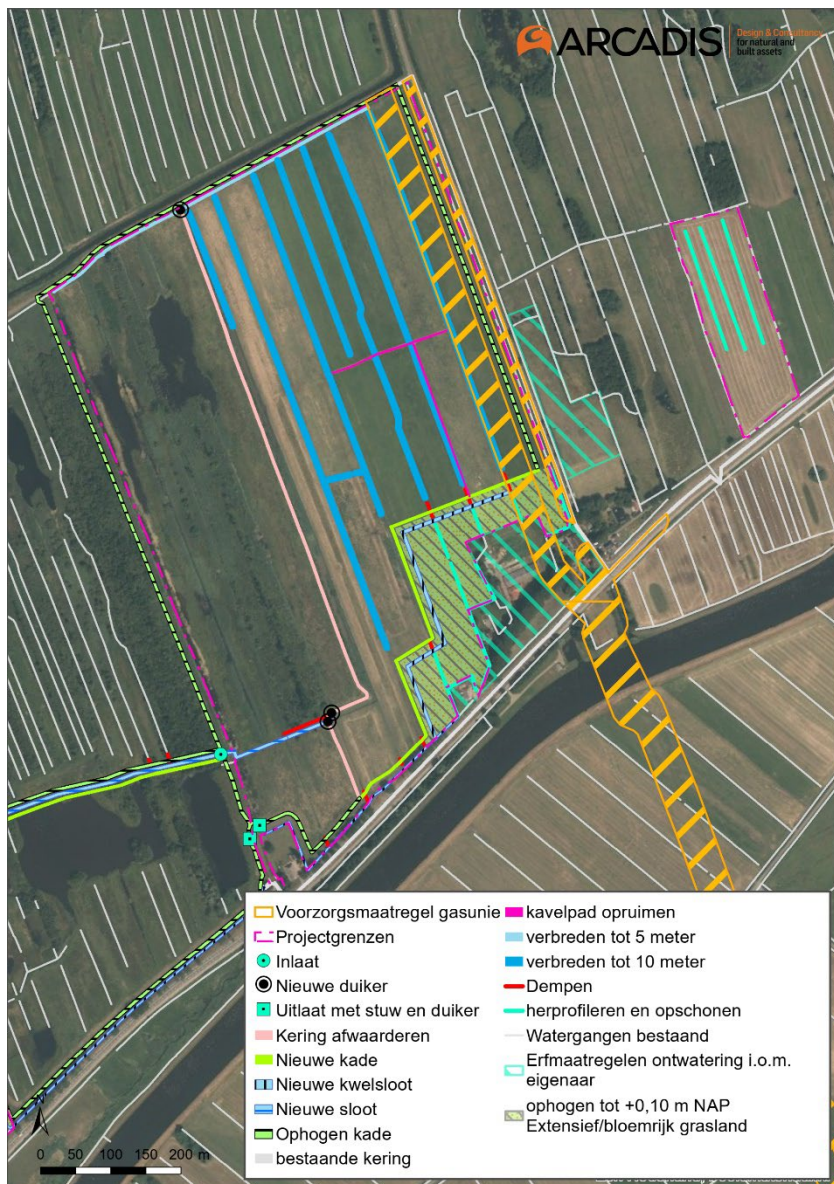 ARCADIS
Design & Consultancy
for natural and
built assets
Voorzorgsmaatregel gasunie
Projectgrenzen
Inlaat
Nieuwe duiker
Uitlaat met stuw en duiker
Kering afwaarderen
Nieuwe kade
Nieuwe kwelsloot
Nieuwe sloot
Ophogen kade
bestaande kering
kavelpad opruimen
verbreden tot 5 meter
verbreden tot 10 meter
Dempen
herprofileren en opschonen
Watergangen bestaand
Erfmaatregelen ontwatering i.o.m.
eigenaar
ophogen tot +0,10 m NAP
Extensief/bloemrijk grasland
0 50 100 150 200 m